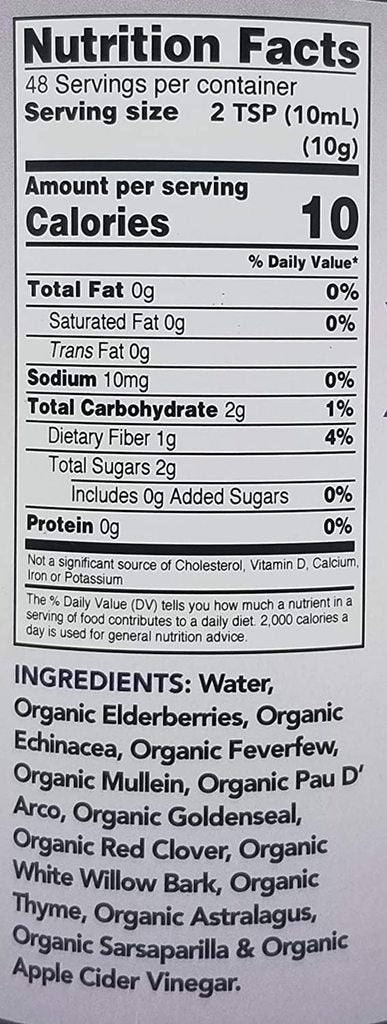 Nutrition Facts
48 Servings per container
Serving size 2 TSP (10mL)
(10g)
Amount per serving
Calories 10
% Daily Value*
Total Fat 0g 0%
Saturated Fat 0g 0%
Trans Fat 0g
Sodium 10mg 0%
Total Carbohydrate 2g 1%
Dietary Fiber 1g 4%
Total Sugars 2g
Includes 0g Added Sugars 0%
Protein 0g 0%
Not a significant source of Cholesterol, Vitamin D, Calcium,
Iron or Potassium
The % Daily Value (DV) tells you how much a nutrient in a
serving of food contributes to a daily diet. 2,000 calories a
day is used for general nutrition advice.
INGREDIENTS: Water,
Organic Elderberries, Organic
Echinacea, Organic Feverfew,
Organic Mullein, Organic Pau D'
Arco, Organic Goldenseal,
Organic Red Clover, Organic
White Willow Bark, Organic
Thyme, Organic Astralagus,
Organic Sarsaparilla & Organic
Apple Cider Vinegar.